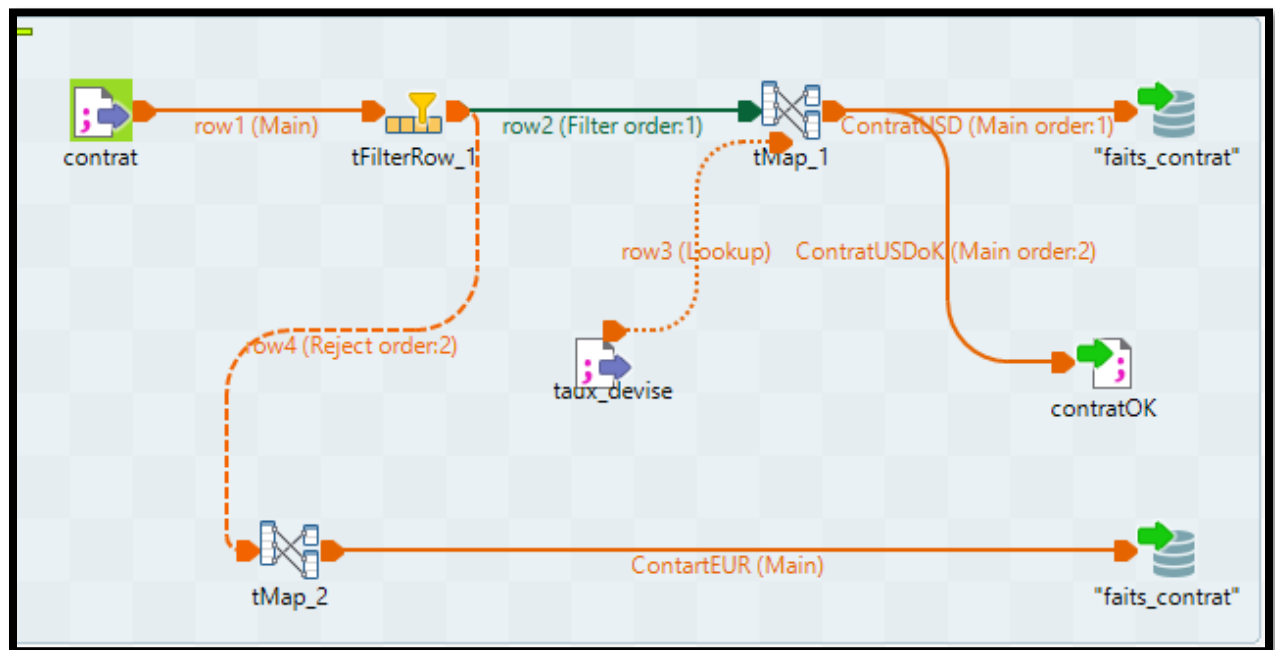 row1 (Main)
row2 (Filter order:1)
ContratUSD (Main order:1)
contrat
tFilterRow_1
tMap_1
"faits_contrat"
row3 (Lookup)
ContratUSDoK (Main order:2)
row4 (Reject order:2)
taux_devise
contratOK
ContartEUR (Main)
tMap_2
"faits_contrat"